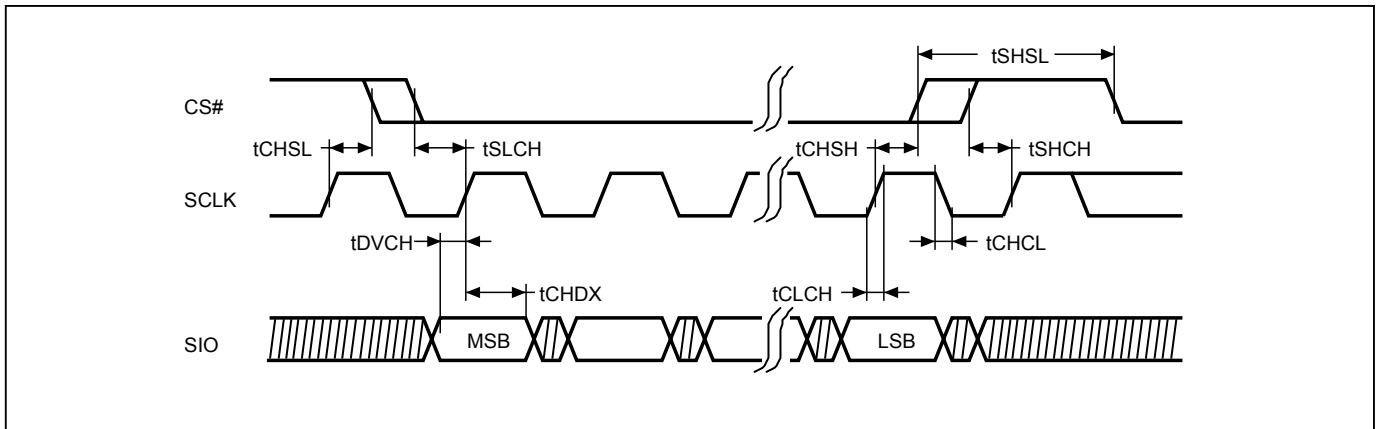 tSHSL
CS#
tCHSL
tSLCH
tCHSH
tSHCH
SCLK
tDVCH
tCHCL
tCHDX
tCLCH
SIO
MSB
LSB